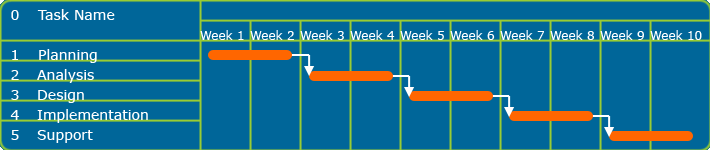 0 Task Name
Week 1 Week 2 Week 3 Week 4 Week 5 Week 6 Week 7 Week 8 Week 9 Week 10
1 Planning
2 Analysis
3 Design
4 Implementation
5 Support